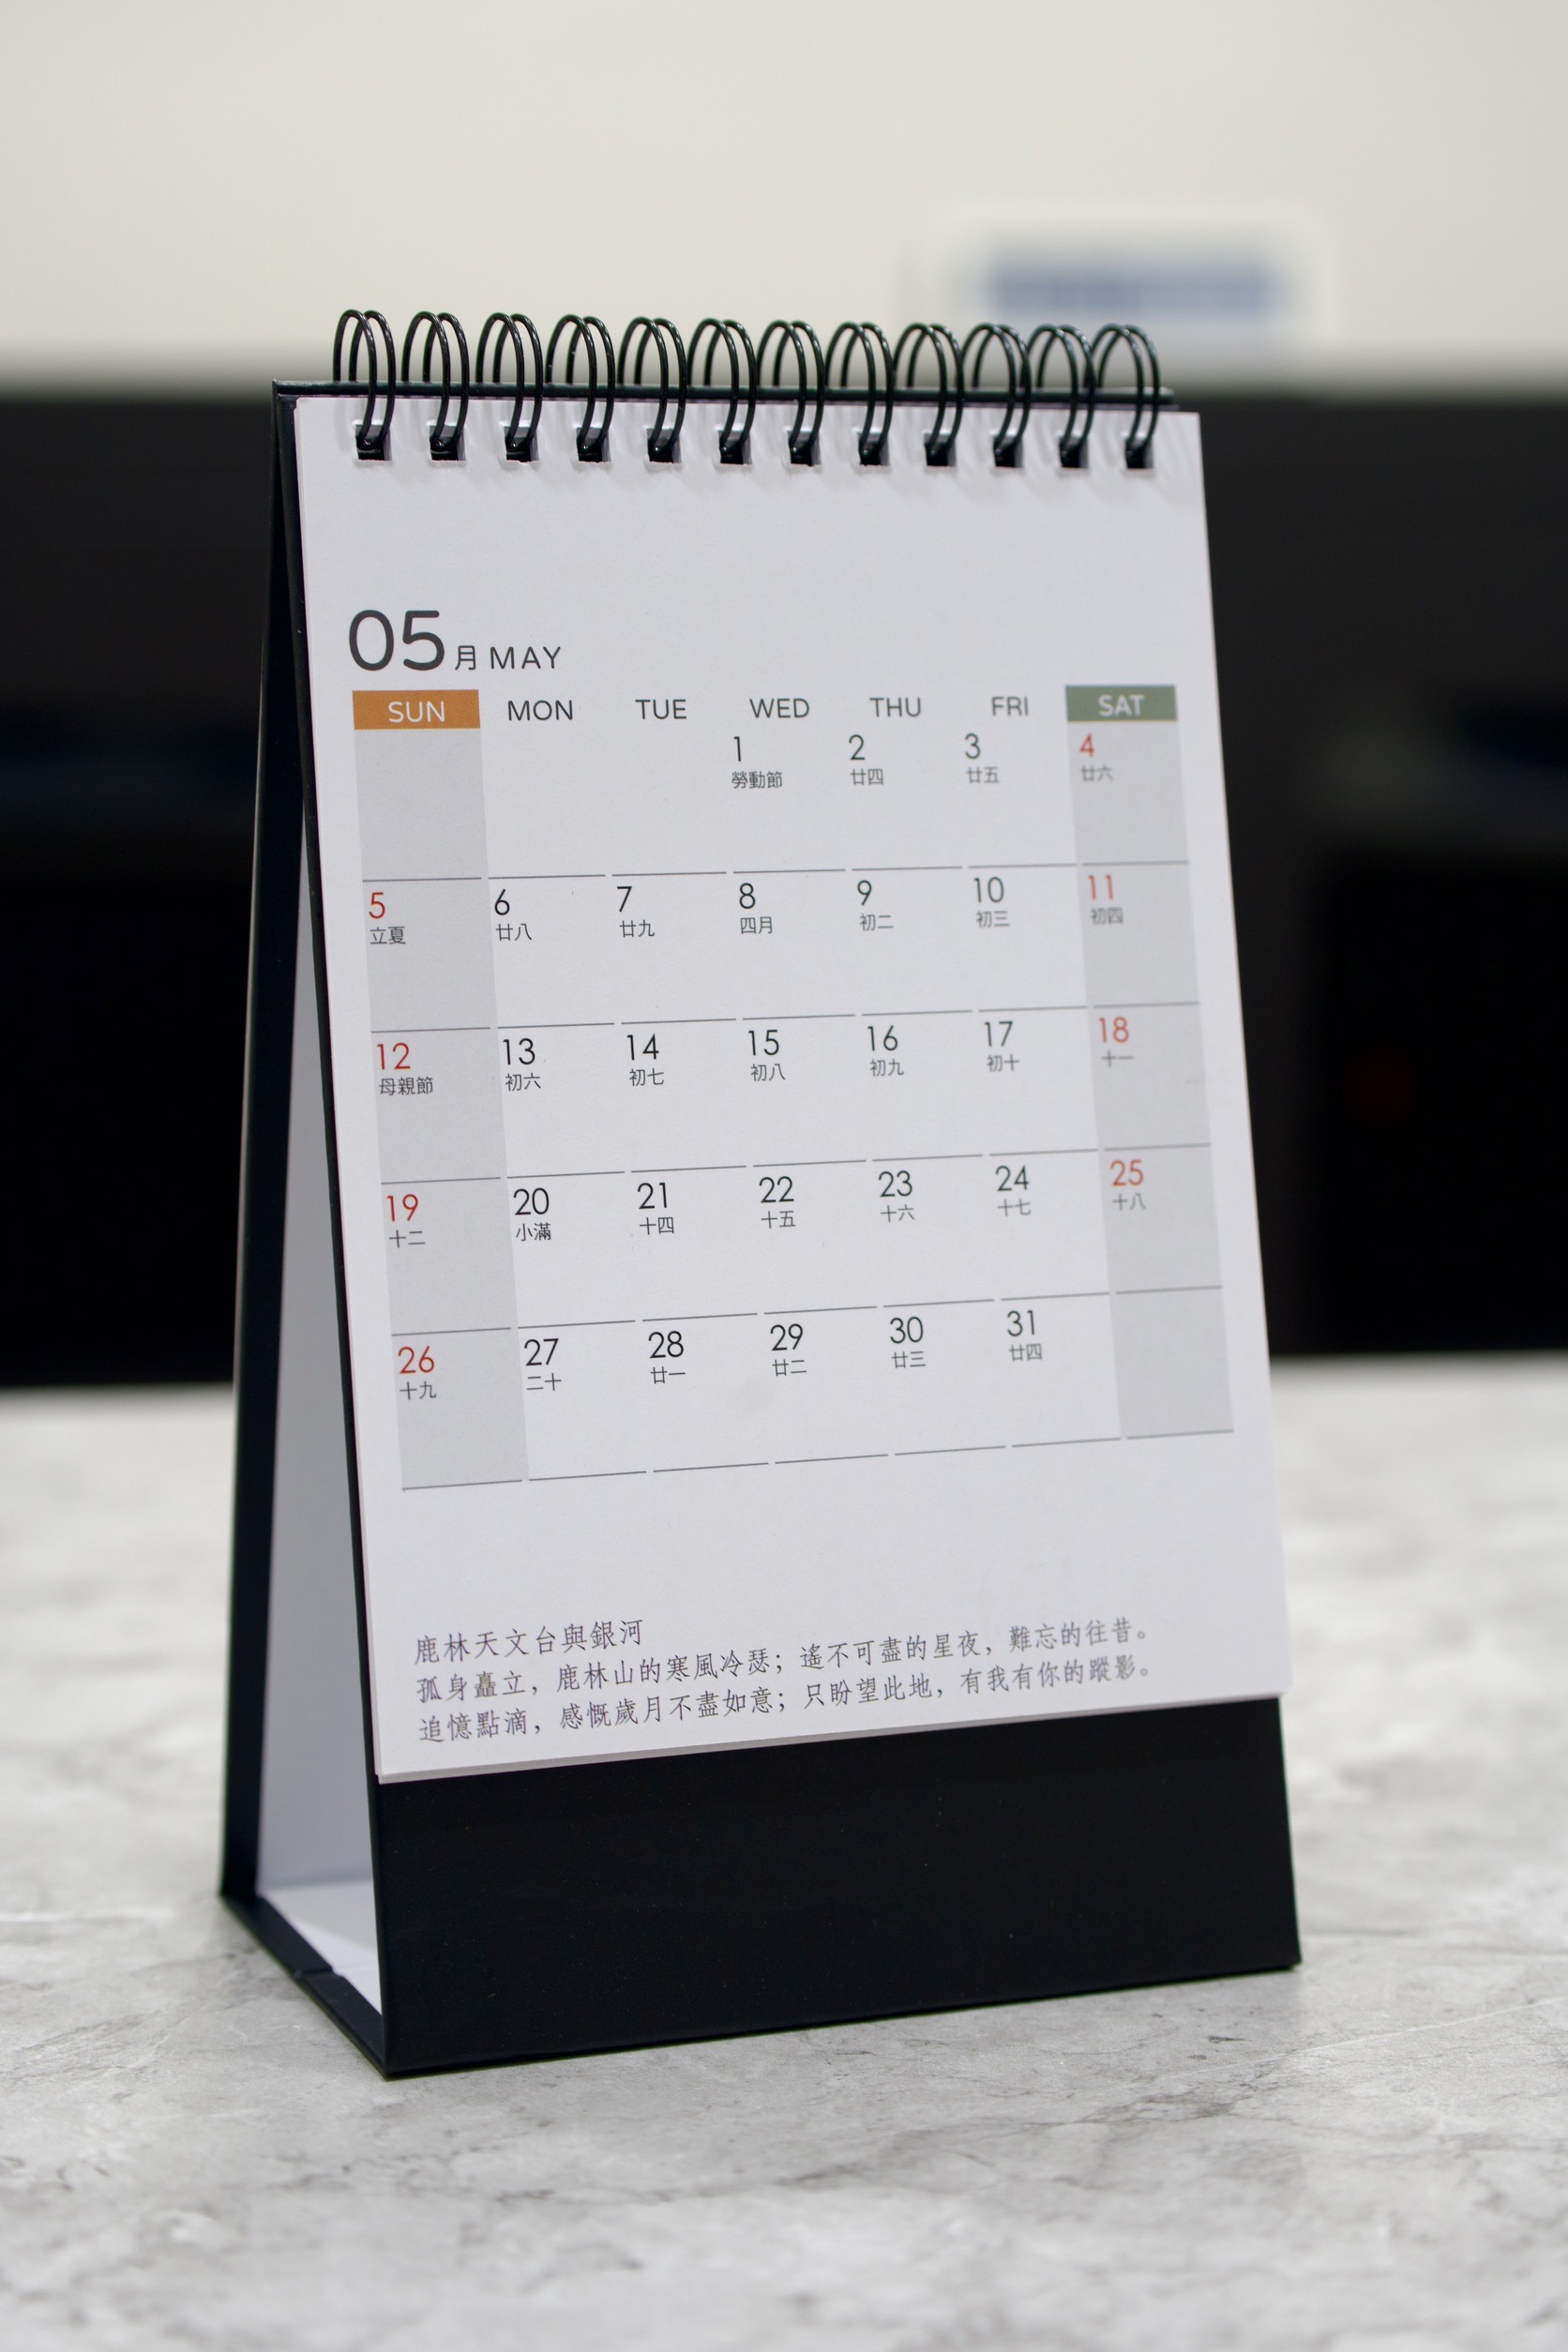 05月 MAY
SUN MON TUE WED THU FRI SAT
1 2 3 4
勞動節 廿四 廿五 廿六
5 6 7 8 9 10 11
立夏 廿八 廿九 四月 初二 初三 初四
12 13 14 15 16 17 18
母親節 初六 初七 初八 初九 初十 十一
19 20 21 22 23 24 25
十二 小滿 十四 十五 十六 十七 十八
26 27 28 29 30 31
十九 二十 廿一 廿二 廿三 廿四
鹿林天文台與銀河
孤身矗立，鹿林山的寒風冷瑟；遙不可盡的星夜，難忘的往昔。
追憶點滴，感慨歲月不盡如意；只盼望此地，有我有你的蹤影。